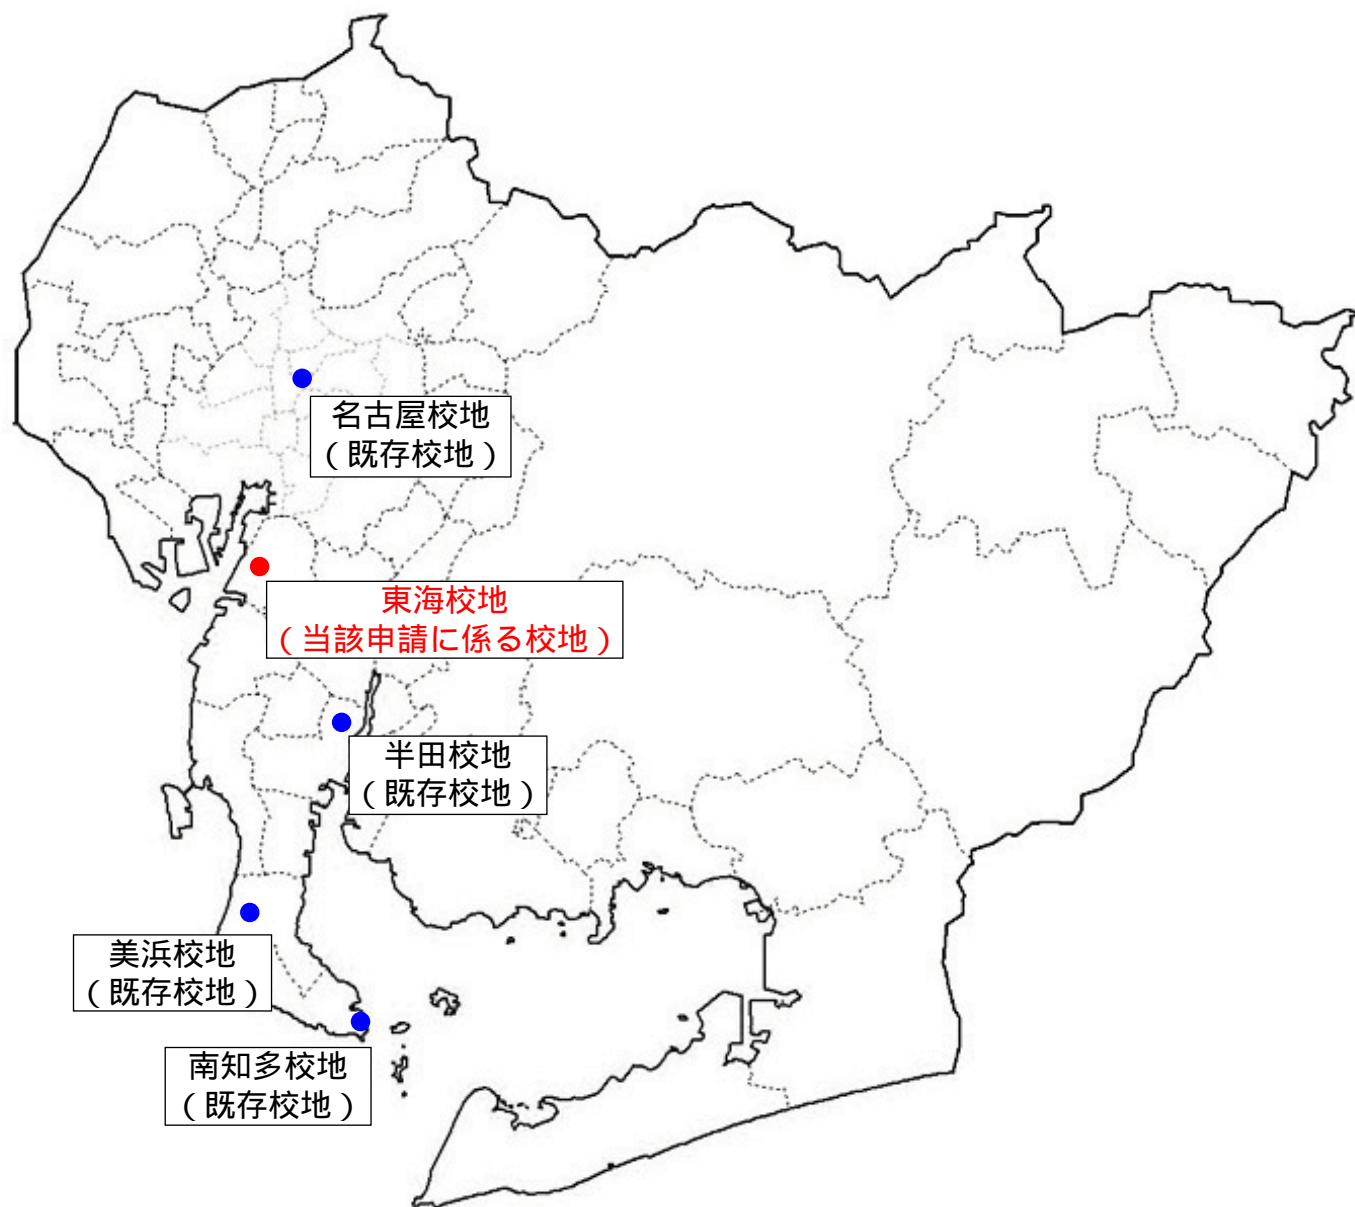 名古屋校地
（既存校地）
東海校地
（当該申請に係る校地）
半田校地
（既存校地）
美浜校地
（既存校地）
南知多校地
（既存校地）